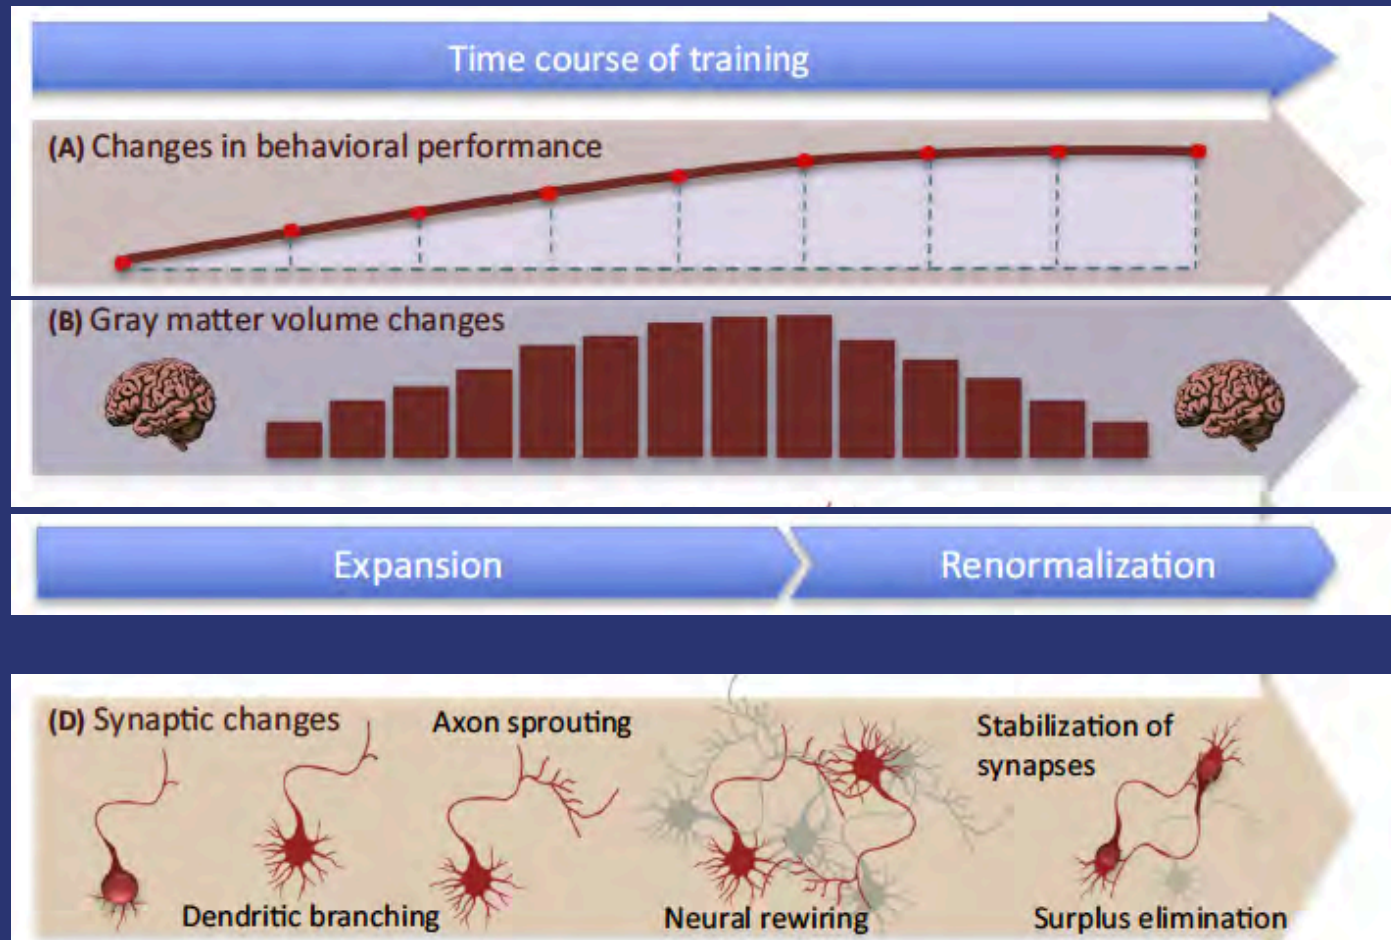 Time course of training
(A) Changes in behavioral performance
(B) Gray matter volume changes
Expansion
Renormalization
(D) Synaptic changes
Axon sprouting
Stabilization of
synapses
Dendritic branching
Neural rewiring
Surplus elimination